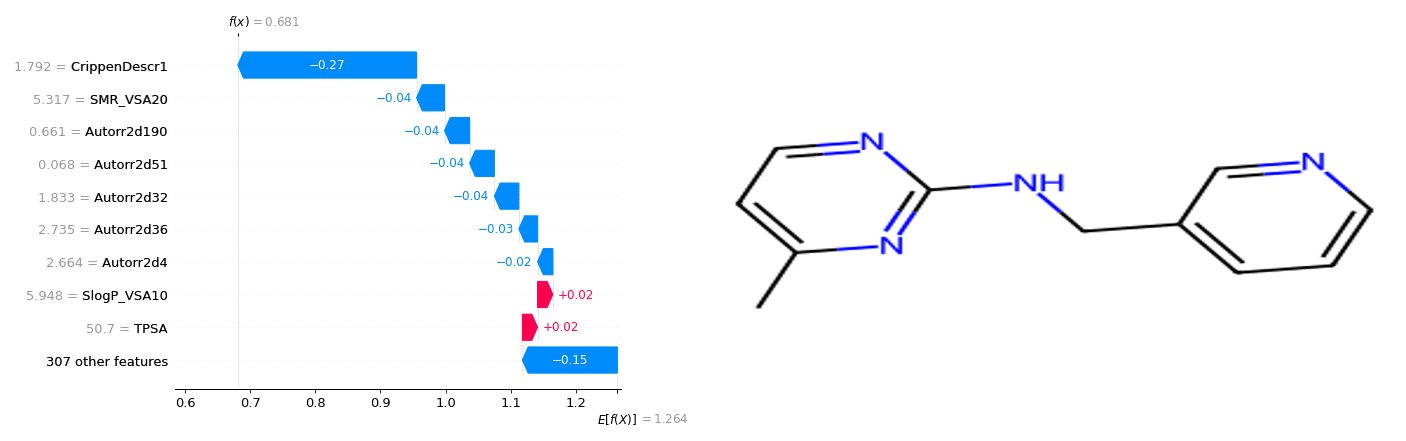 f(x) = 0.681
1.792 = CrippenDescr1 −0.27
5.317 = SMR_VSA20 −0.04
0.661 = Autorr2d190 −0.04
0.068 = Autorr2d51 −0.04
1.833 = Autorr2d32 −0.04
2.735 = Autorr2d36 −0.03
2.664 = Autorr2d4 −0.02
5.948 = SlogP_VSA10 +0.02
50.7 = TPSA +0.02
307 other features −0.15
0.6 0.7 0.8 0.9 1.0 1.1 1.2
E[f(X)] = 1.264
N
N
NH
N